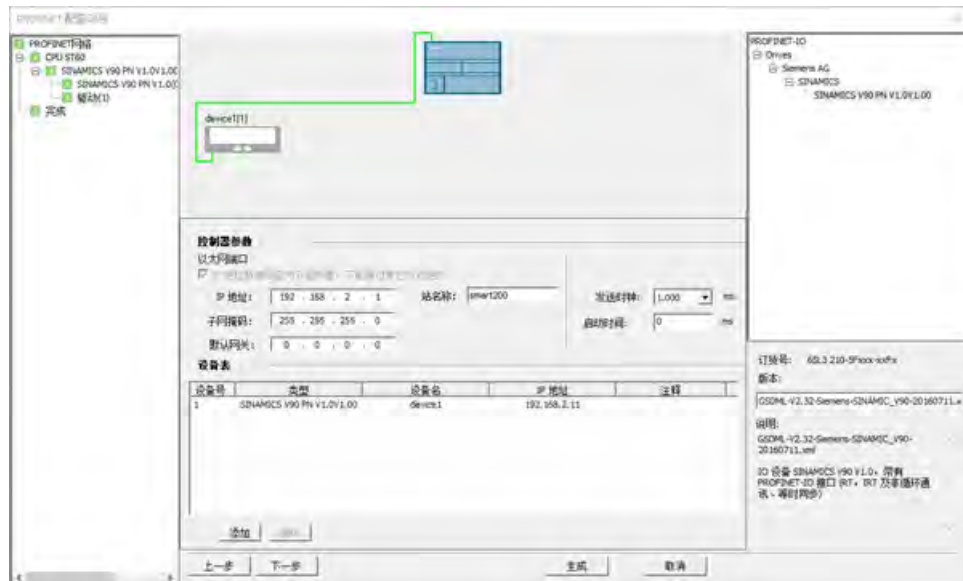 PROFINET 配置向导
PROFINET网络
CPU ST60
SINAMICS V90 PN V1.0V1.00
SINAMICS V90 PN V1.0(0
驱动(1)
完成
device1[1]
控制器参数
以太网端口
IP 地址: 192 . 168 . 2 . 1
子网掩码: 255 . 255 . 255 . 0
默认网关: 0 . 0 . 0 . 0
站名称: smart200
发送时钟: 1.000 ms
启动时间: 0 ms
设备表
设备号 类型 设备名 IP 地址 注释
1 SINAMICS V90 PN V1.0V1.00 device1 192.168.2.11
添加
上一步 下一步 生成 取消
PROFINET-IO
Drives
Siemens AG
SINAMICS
SINAMICS V90 PN V1.0V1.00
订货号: 6SL3 210-5Fxxx-xxFx
版本:
GSDML-V2.32-Siemens-SINAMIC_V90-20160711.x
说明:
GSDML-V2.32-Siemens-SINAMIC_V90-
20160711.xml
IO 设备 SINAMICS V90 V1.0, 带有
PROFINET-IO 接口 (RT, IRT 及非循环通
讯、等时同步)